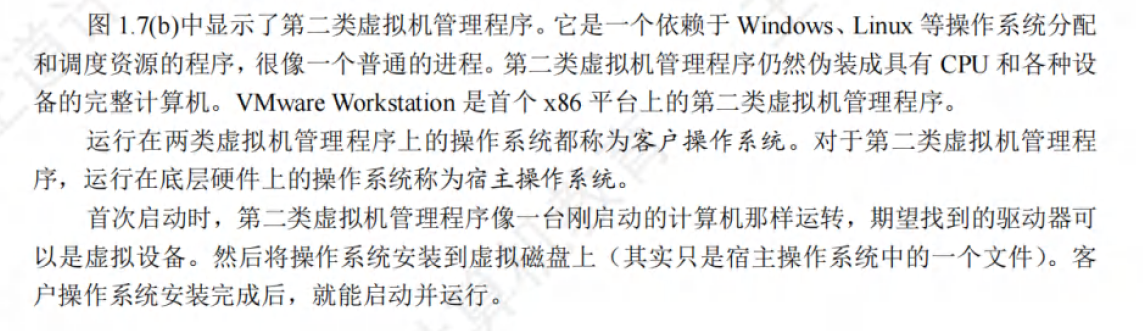 图 1.7(b)中显示了第二类虚拟机管理程序。它是一个依赖于 Windows、Linux 等操作系统分配
和调度资源的程序，很像一个普通的进程。第二类虚拟机管理程序仍然伪装成具有 CPU 和各种设
备的完整计算机。VMware Workstation 是首个 x86 平台上的第二类虚拟机管理程序。
运行在两类虚拟机管理程序上的操作系统都称为客户操作系统。对于第二类虚拟机管理程
序，运行在底层硬件上的操作系统称为宿主操作系统。
首次启动时，第二类虚拟机管理程序像一台刚启动的计算机那样运转，期望找到的驱动器可
以是虚拟设备。然后将操作系统安装到虚拟磁盘上（其实只是宿主操作系统中的一个文件）。客
户操作系统安装完成后，就能启动并运行。